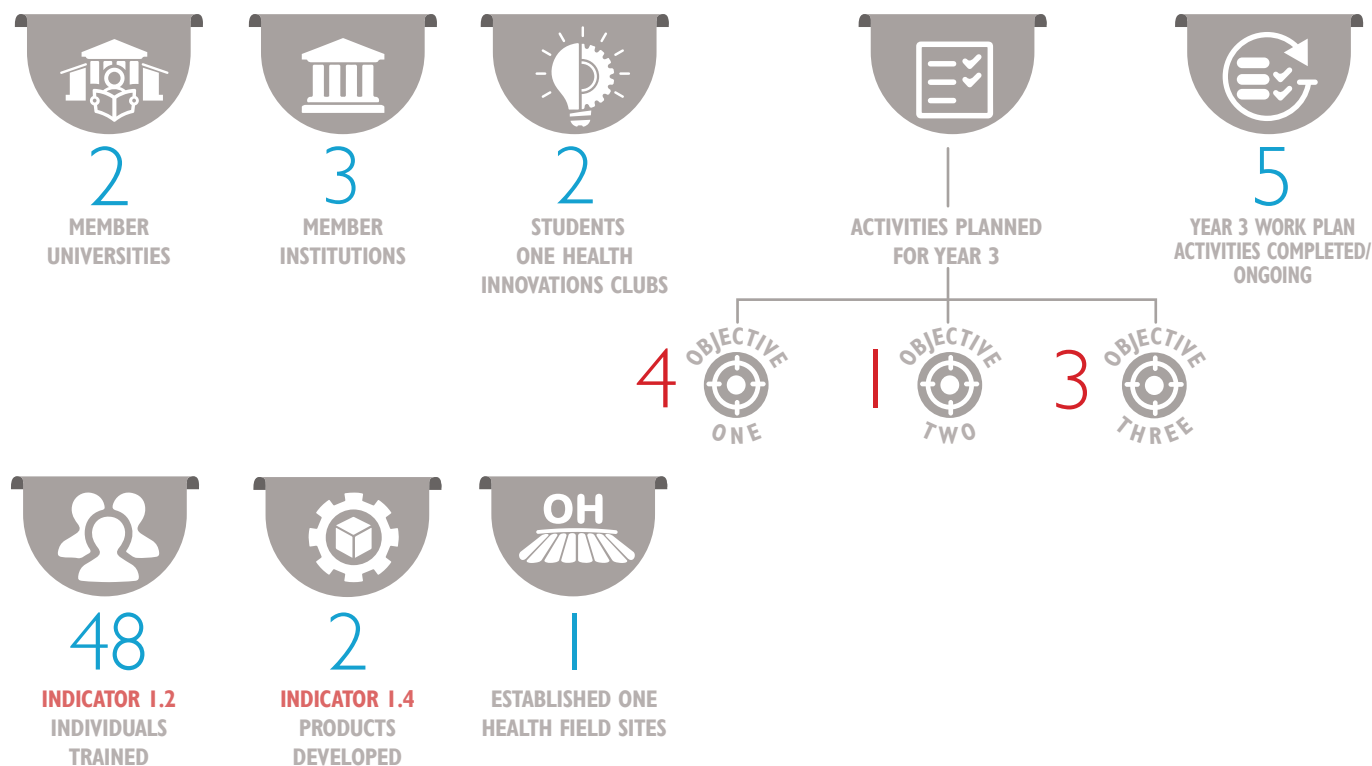 2
MEMBER
UNIVERSITIES
3
MEMBER
INSTITUTIONS
2
STUDENTS
ONE HEALTH
INNOVATIONS CLUBS
ACTIVITIES PLANNED
FOR YEAR 3
4
OBJECTIVE
ONE
1
OBJECTIVE
TWO
3
OBJECTIVE
THREE
5
YEAR 3 WORK PLAN
ACTIVITIES COMPLETED/
ONGOING
48
INDICATOR 1.2
INDIVIDUALS
TRAINED
2
INDICATOR 1.4
PRODUCTS
DEVELOPED
OH
1
ESTABLISHED ONE
HEALTH FIELD SITES